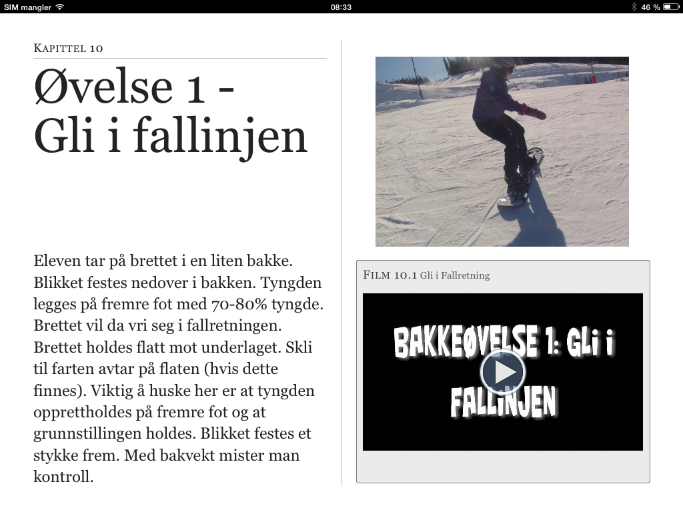 SIM mangler
08:33
46 %
KAPITTEL 10
Øvelse 1 -
Gli i fallinjen
Eleven tar på brettet i en liten bakke.
Blikket festes nedover i bakken. Tyngden
legges på fremre fot med 70-80% tyngde.
Brettet vil da vri seg i fallretningen.
Brettet holdes flatt mot underlaget. Skli
til farten avtar på flaten (hvis dette
finnes). Viktig å huske her er at tyngden
opprettholdes på fremre fot og at
grunnstillingen holdes. Blikket festes et
stykke frem. Med bakvekt mister man
kontroll.
FILM 10.1 Gli i Fallretning
BAKKEØVELSE 1: Gli i
FALLiNJEN